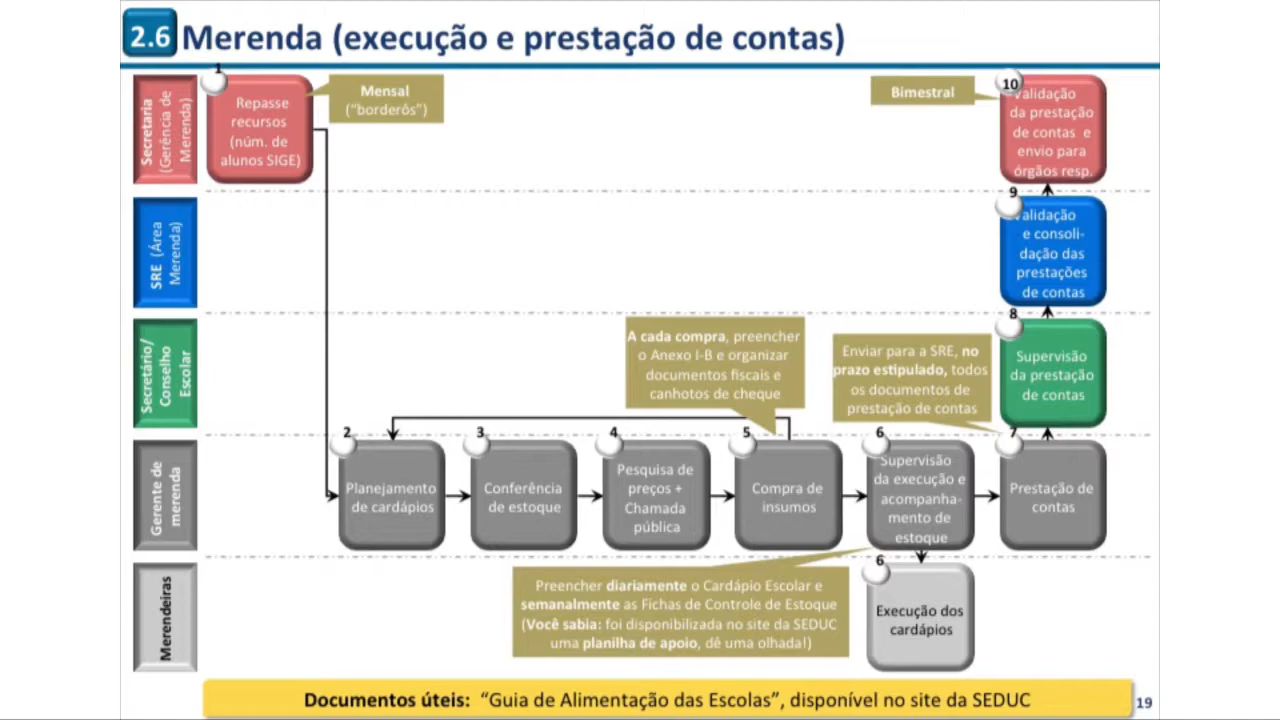 2.6 Merenda (execução e prestação de contas)
Secretaria
(Gerência de
Merenda)
1
Repasse
recursos
(núm. de
alunos SIGE)
Mensal
("borderôs")
Bimestral
10
Validação
da prestação
de contas e
envio para
órgãos resp.
SRE (Área
Merenda)
9
Validação
e consoli-
dação das
prestações
de contas
Secretário/
Conselho
Escolar
A cada compra, preencher
o Anexo I-B e organizar
documentos fiscais e
canhotos de cheque
Enviar para a SRE, no
prazo estipulado, todos
os documentos de
prestação de contas
8
Supervisão
da prestação
de contas
Gerente de
merenda
2
Planejamento
de cardápios
3
Conferência
de estoque
4
Pesquisa de
preços +
Chamada
pública
5
Compra de
insumos
6
Supervisão
da execução e
acompanha-
mento de
estoque
7
Prestação de
contas
Merendeiras
Preencher diariamente o Cardápio Escolar e
semanalmente as Fichas de Controle de Estoque
(Você sabia: foi disponibilizada no site da SEDUC
uma planilha de apoio, dê uma olhada!)
6
Execução dos
cardápios
Documentos úteis: "Guia de Alimentação das Escolas", disponível no site da SEDUC
19